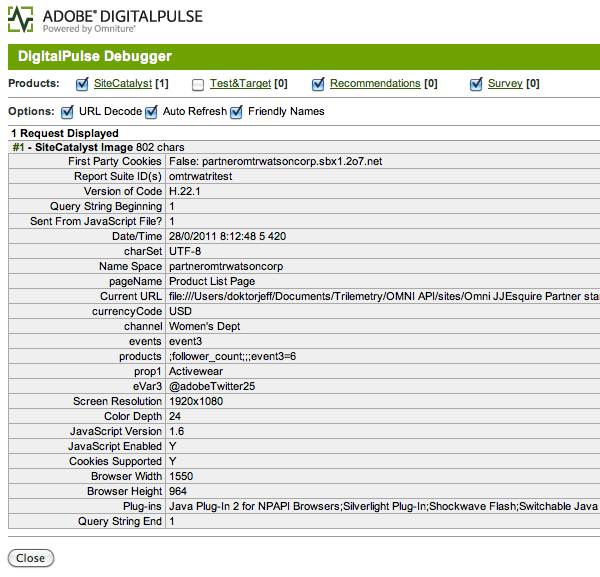 ADOBE® DIGITALPULSE
Powered by Omniture®
DigitalPulse Debugger
Products: SiteCatalyst [1] Test&Target [0] Recommendations [0] Survey [0]
Options: URL Decode Auto Refresh Friendly Names
1 Request Displayed
#1 - SiteCatalyst Image 802 chars
First Party Cookies False: partneromtrwatsoncorp.sbx1.2o7.net
Report Suite ID(s) omtrwatritest
Version of Code H.22.1
Query String Beginning 1
Sent From JavaScript File? 1
Date/Time 28/0/2011 8:12:48 5 420
charSet UTF-8
Name Space partneromtrwatsoncorp
pageName Product List Page
Current URL file:///Users/doktorjeff/Documents/Trilemetry/OMNI API/sites/Omni JJEsquire Partner sta
currencyCode USD
channel Women's Dept
events event3
products ;follower_count;;;event3=6
prop1 Activewear
eVar3 @adobeTwitter25
Screen Resolution 1920x1080
Color Depth 24
JavaScript Version 1.6
JavaScript Enabled Y
Cookies Supported Y
Browser Width 1550
Browser Height 964
Plug-ins Java Plug-In 2 for NPAPI Browsers;Silverlight Plug-In;Shockwave Flash;Switchable Java
Query String End 1
Close